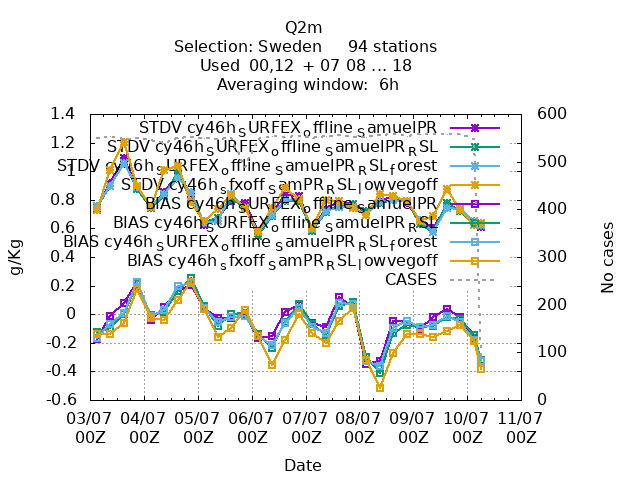 Q2m
Selection: Sweden 94 stations
Used 00,12 + 07 08 ... 18
Averaging window: 6h
1.4
1.2
1
0.8
0.6
0.4
0.2
0
-0.2
-0.4
-0.6
g/Kg
STDV cy46h_SURFEX_offline_samuelPR
STDV cy46h_SURFEX_offline_samuelPR_RSL
STDV cy46h_SURFEX_offline_samuelPR_RSL_forest
STDV cy46h_sfxoff_samPR_RSL_lowvegoff
BIAS cy46h_SURFEX_offline_samuelPR
BIAS cy46h_SURFEX_offline_samuelPR_RSL
BIAS cy46h_SURFEX_offline_samuelPR_RSL_forest
BIAS cy46h_sfxoff_samPR_RSL_lowvegoff
CASES
600
500
400
300
200
100
0
No cases
03/07 04/07 05/07 06/07 07/07 08/07 09/07 10/07 11/07
00Z 00Z 00Z 00Z 00Z 00Z 00Z 00Z 00Z
Date